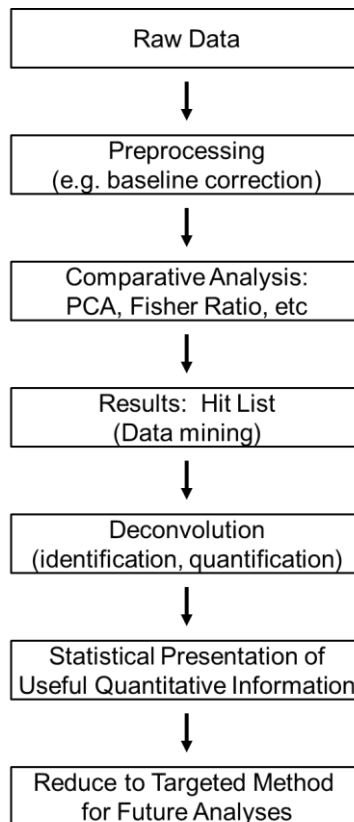 Raw Data
Preprocessing
(e.g. baseline correction)
Comparative Analysis:
PCA, Fisher Ratio, etc
Results:  Hit List
(Data mining)
Deconvolution
(identification, quantification)
Statistical Presentation of
Useful Quantitative Information
Reduce to Targeted Method
for Future Analyses